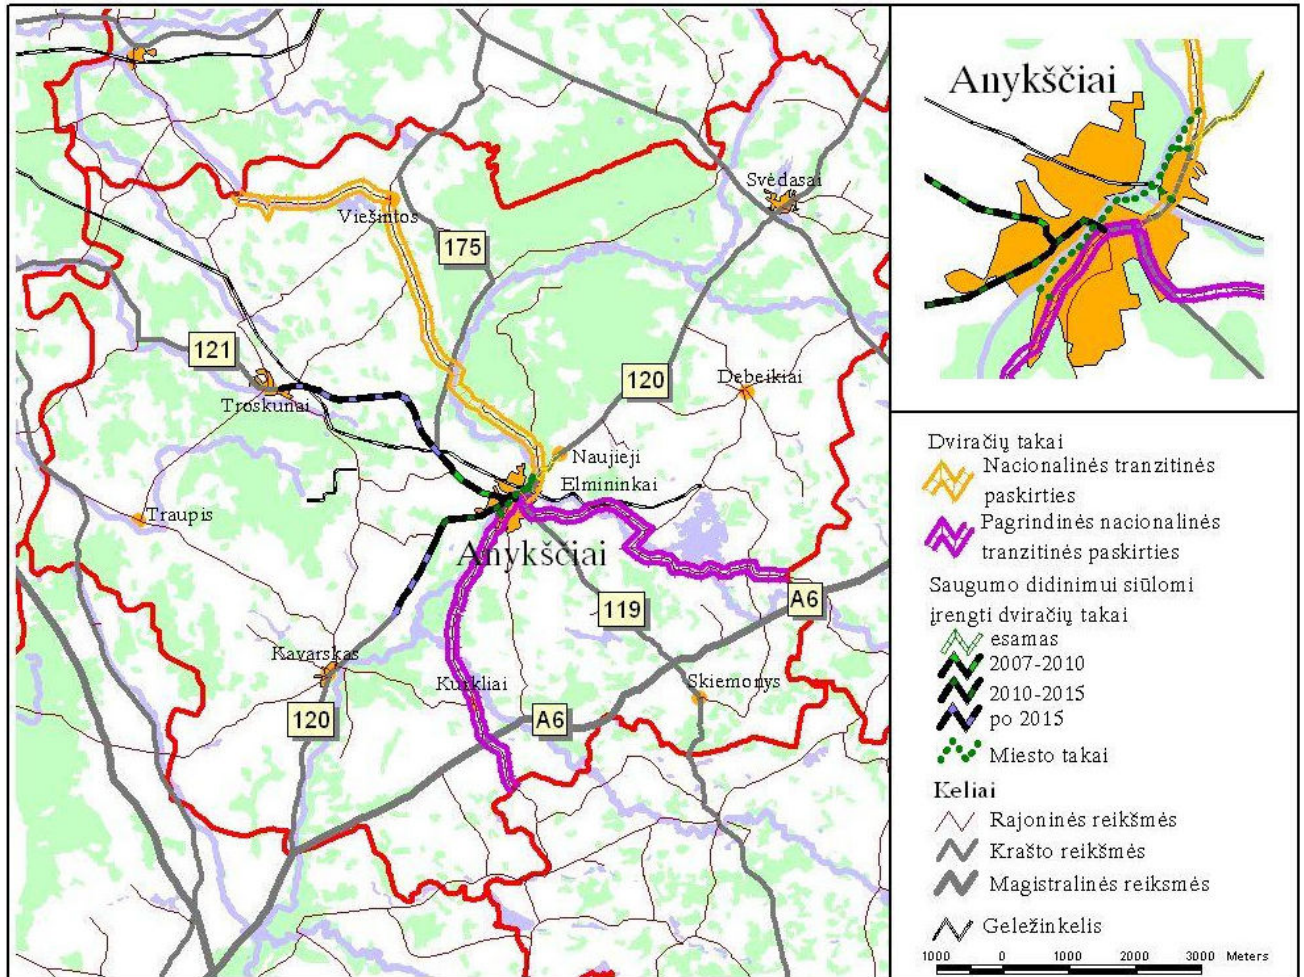 Svėdasai
Viešintos
175
121
120
Debeikiai
Troškūnai
Naujieji
Elmininkai
Traupis
Anykščiai
A6
119
Kavarskas
Kurkliai
Skiemonys
120
A6
Anykščiai
Dviračių takai
Nacionalinės tranzitinės
paskirties
Pagrindinės nacionalinės
tranzitinės paskirties
Saugumo didinimui siūlomi
įrengti dviračių takai
esamas
2007-2010
2010-2015
po 2015
Miesto takai
Keliai
Rajoninės reikšmės
Krašto reikšmės
Magistralinės reiksmės
Geležinkelis
1000 0 1000 2000 3000 Meters